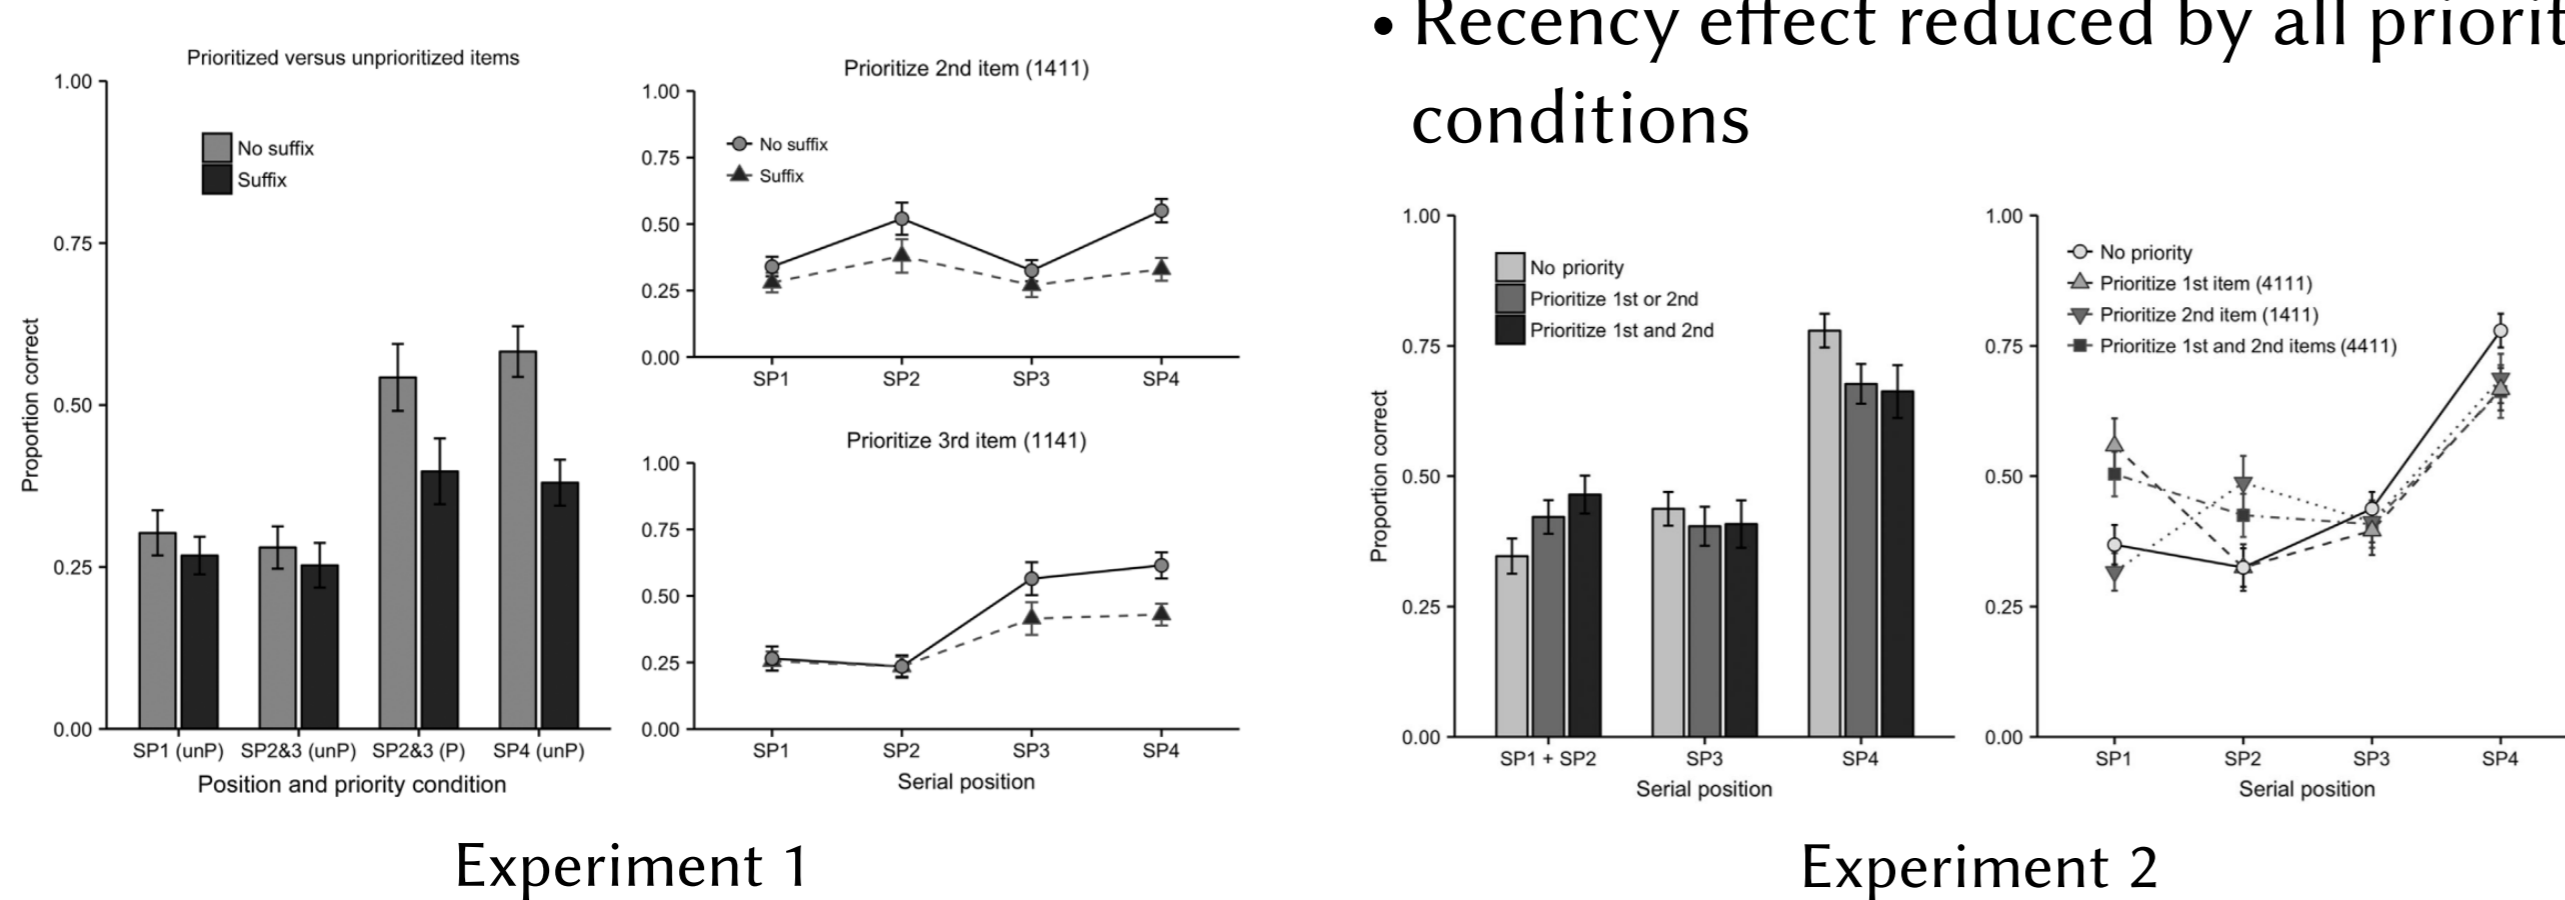 • Recency effect reduced by all priorit
conditions
Prioritized versus unprioritized items
1.00
0.75
0.50
0.25
0.00
Proportion correct
No suffix
Suffix
SP1 (unP) SP2&3 (unP) SP2&3 (P) SP4 (unP)
Position and priority condition
Prioritize 2nd item (1411)
1.00
0.75
0.50
0.25
0.00
No suffix
Suffix
SP1 SP2 SP3 SP4
Prioritize 3rd item (1141)
1.00
0.75
0.50
0.25
0.00
SP1 SP2 SP3 SP4
Serial position
Experiment 1
1.00
0.75
0.50
0.25
0.00
Proportion correct
No priority
Prioritize 1st or 2nd
Prioritize 1st and 2nd
SP1 + SP2 SP3 SP4
Serial position
1.00
0.75
0.50
0.25
0.00
No priority
Prioritize 1st item (4111)
Prioritize 2nd item (1411)
Prioritize 1st and 2nd items (4411)
SP1 SP2 SP3 SP4
Serial position
Experiment 2